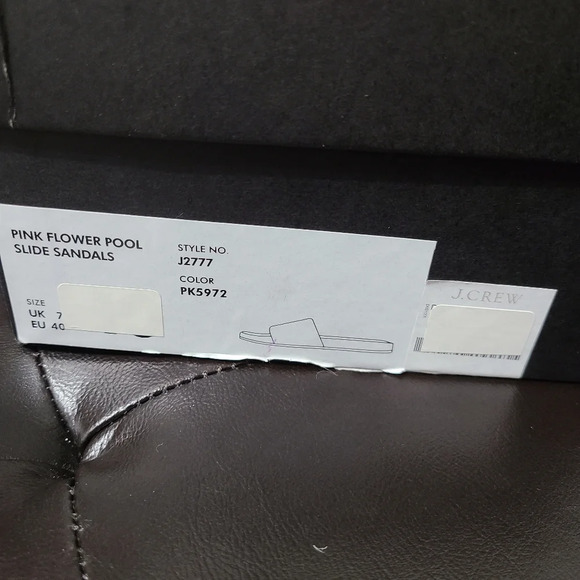 PINK FLOWER POOL
SLIDE SANDALS
STYLE NO.
J2777
COLOR
PK5972
SIZE
UK 7
EU 40
J.CREW